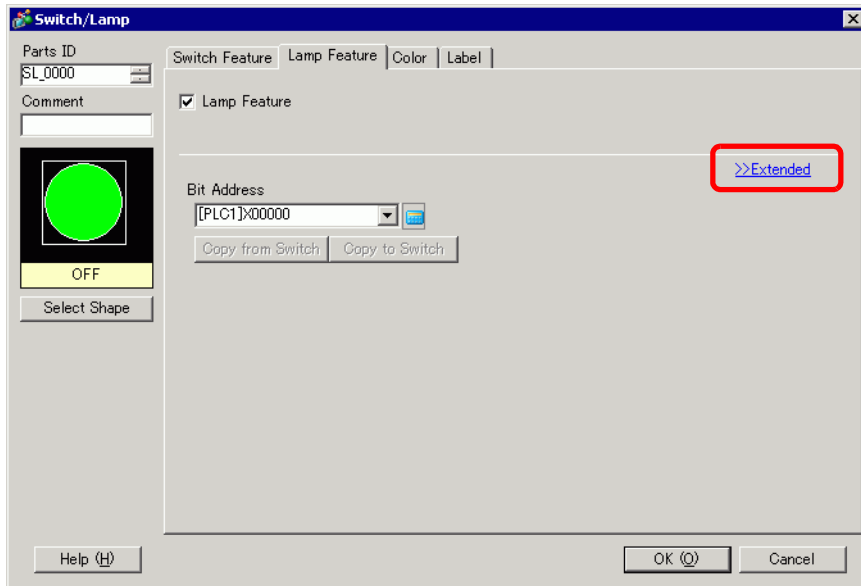 Switch/Lamp
Parts ID
SL_0000
Comment
OFF
Select Shape
Switch Feature Lamp Feature Color Label
Lamp Feature
>>Extended
Bit Address
[PLC1]X00000
Copy from Switch Copy to Switch
Help (H) OK (O) Cancel